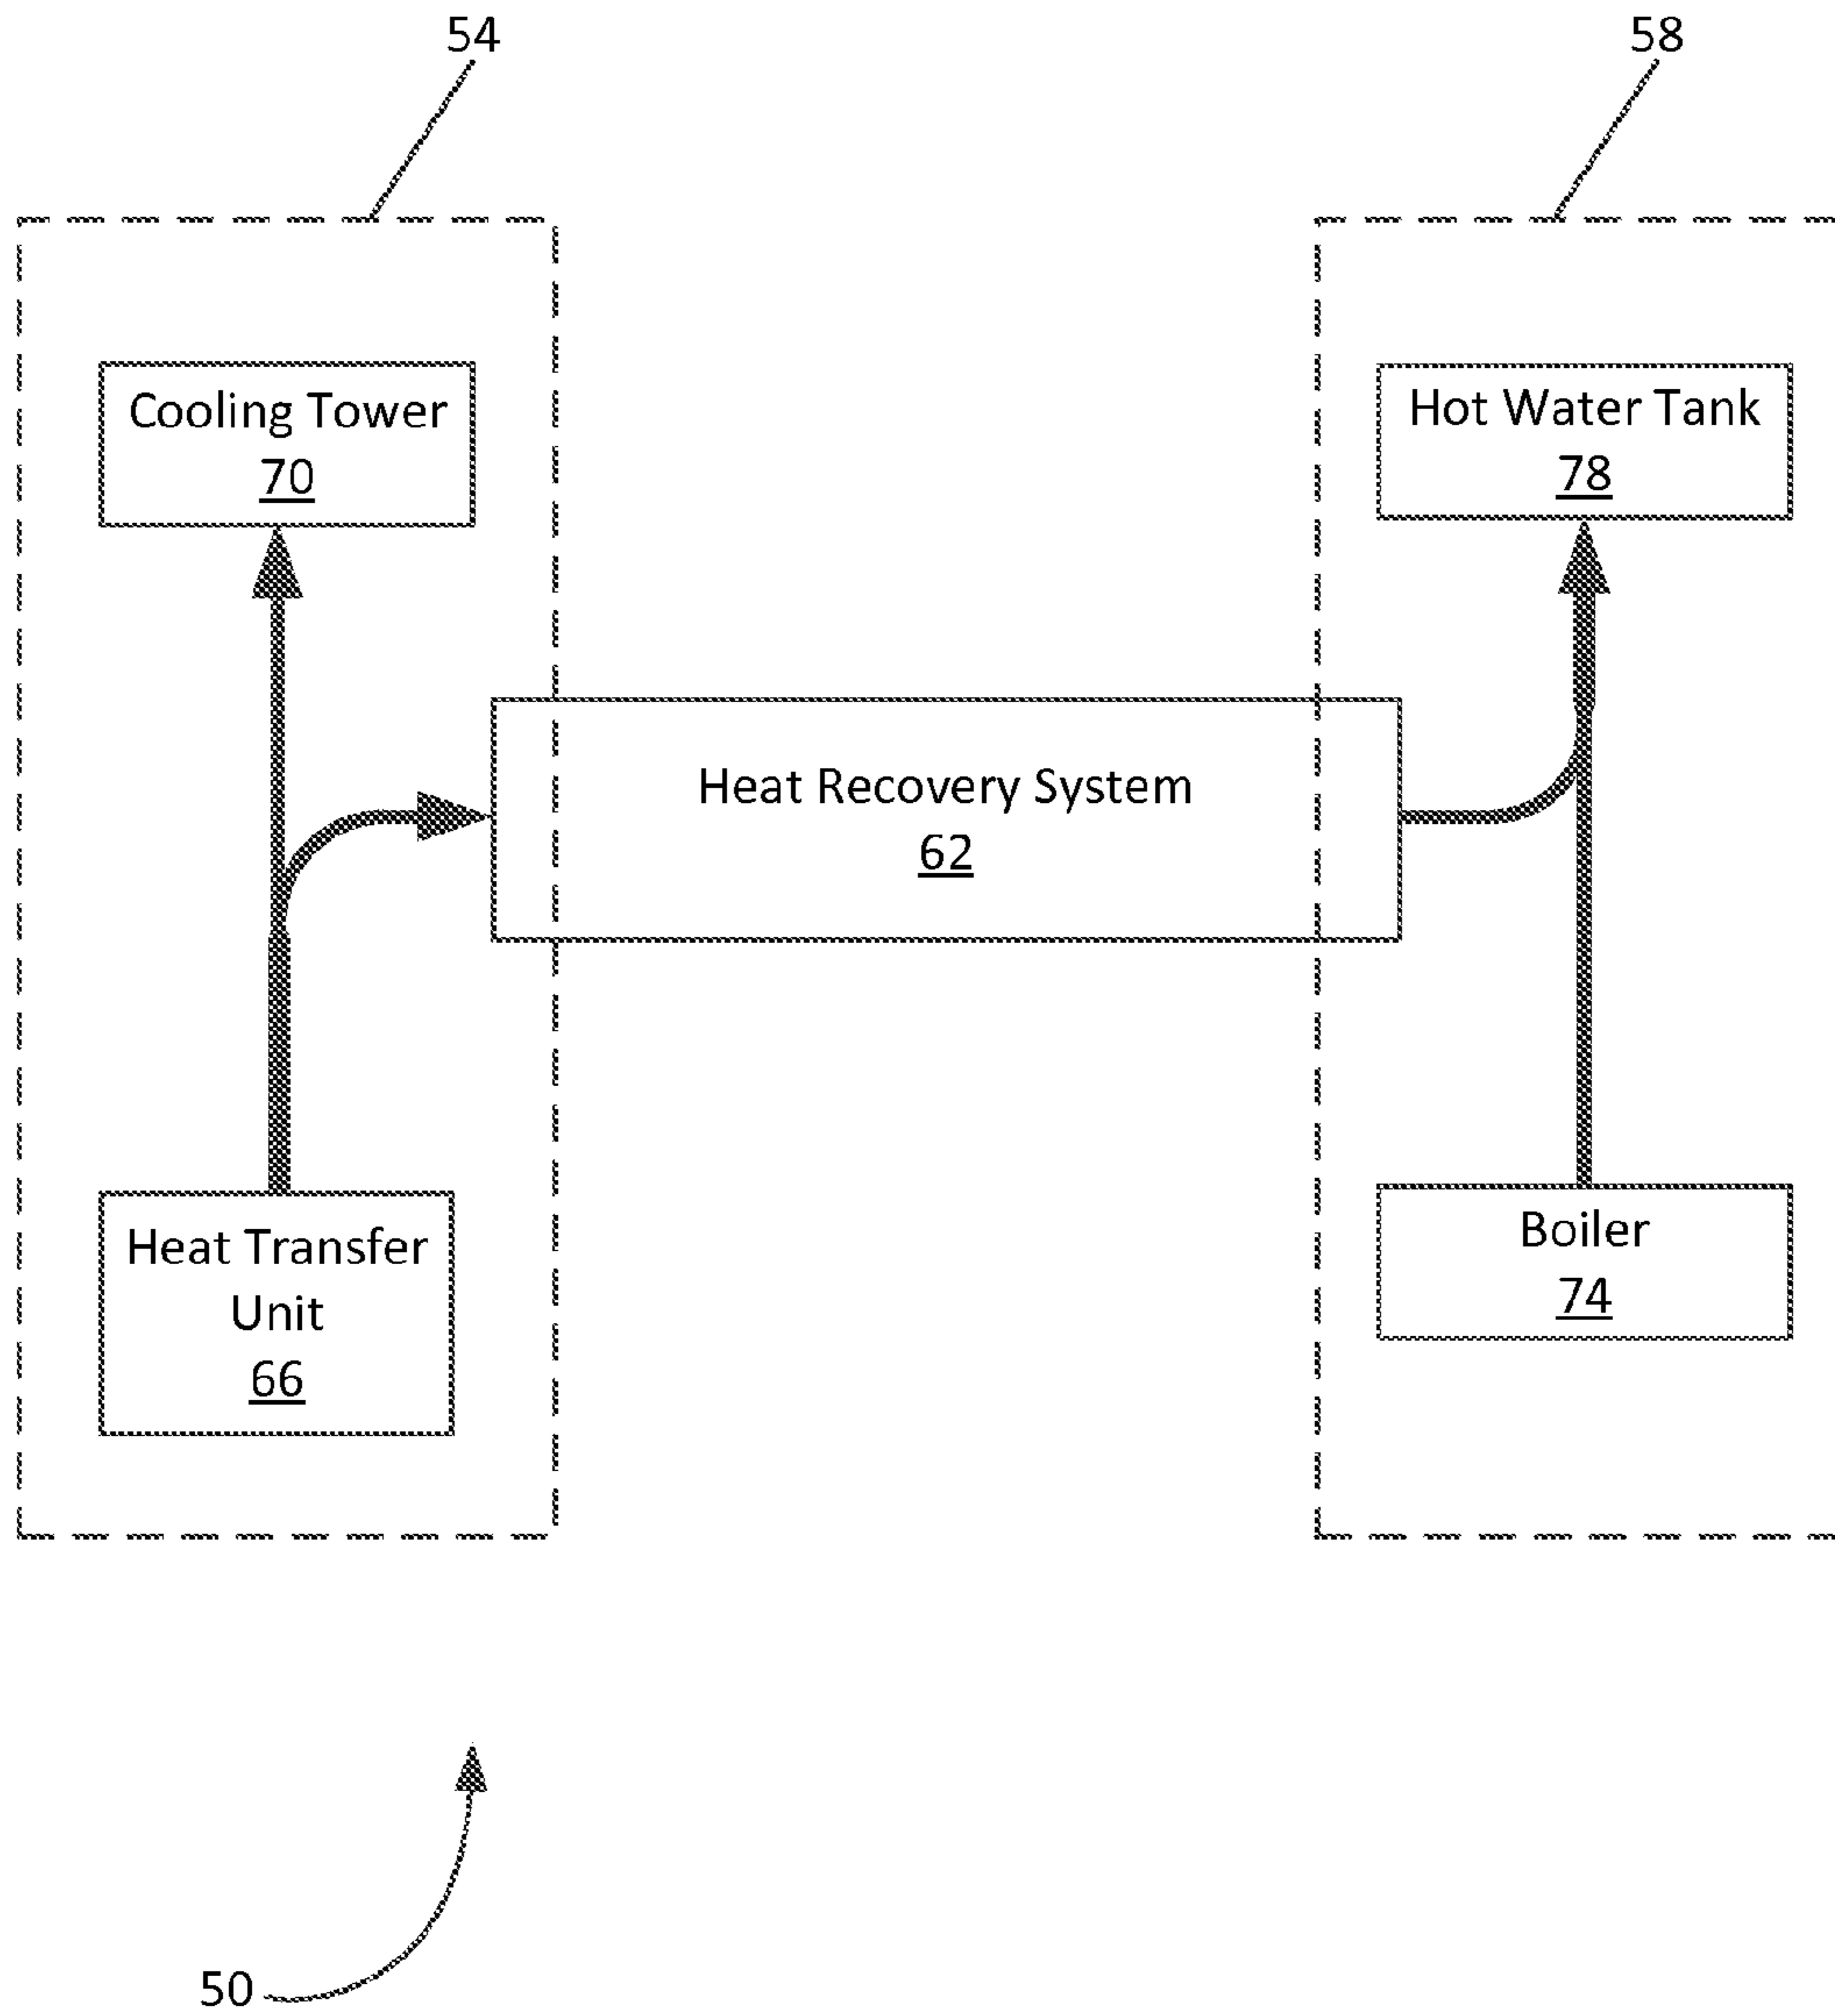 54
58
Cooling Tower
70
Hot Water Tank
78
Heat Recovery System
62
Heat Transfer
Unit
66
Boiler
74
50